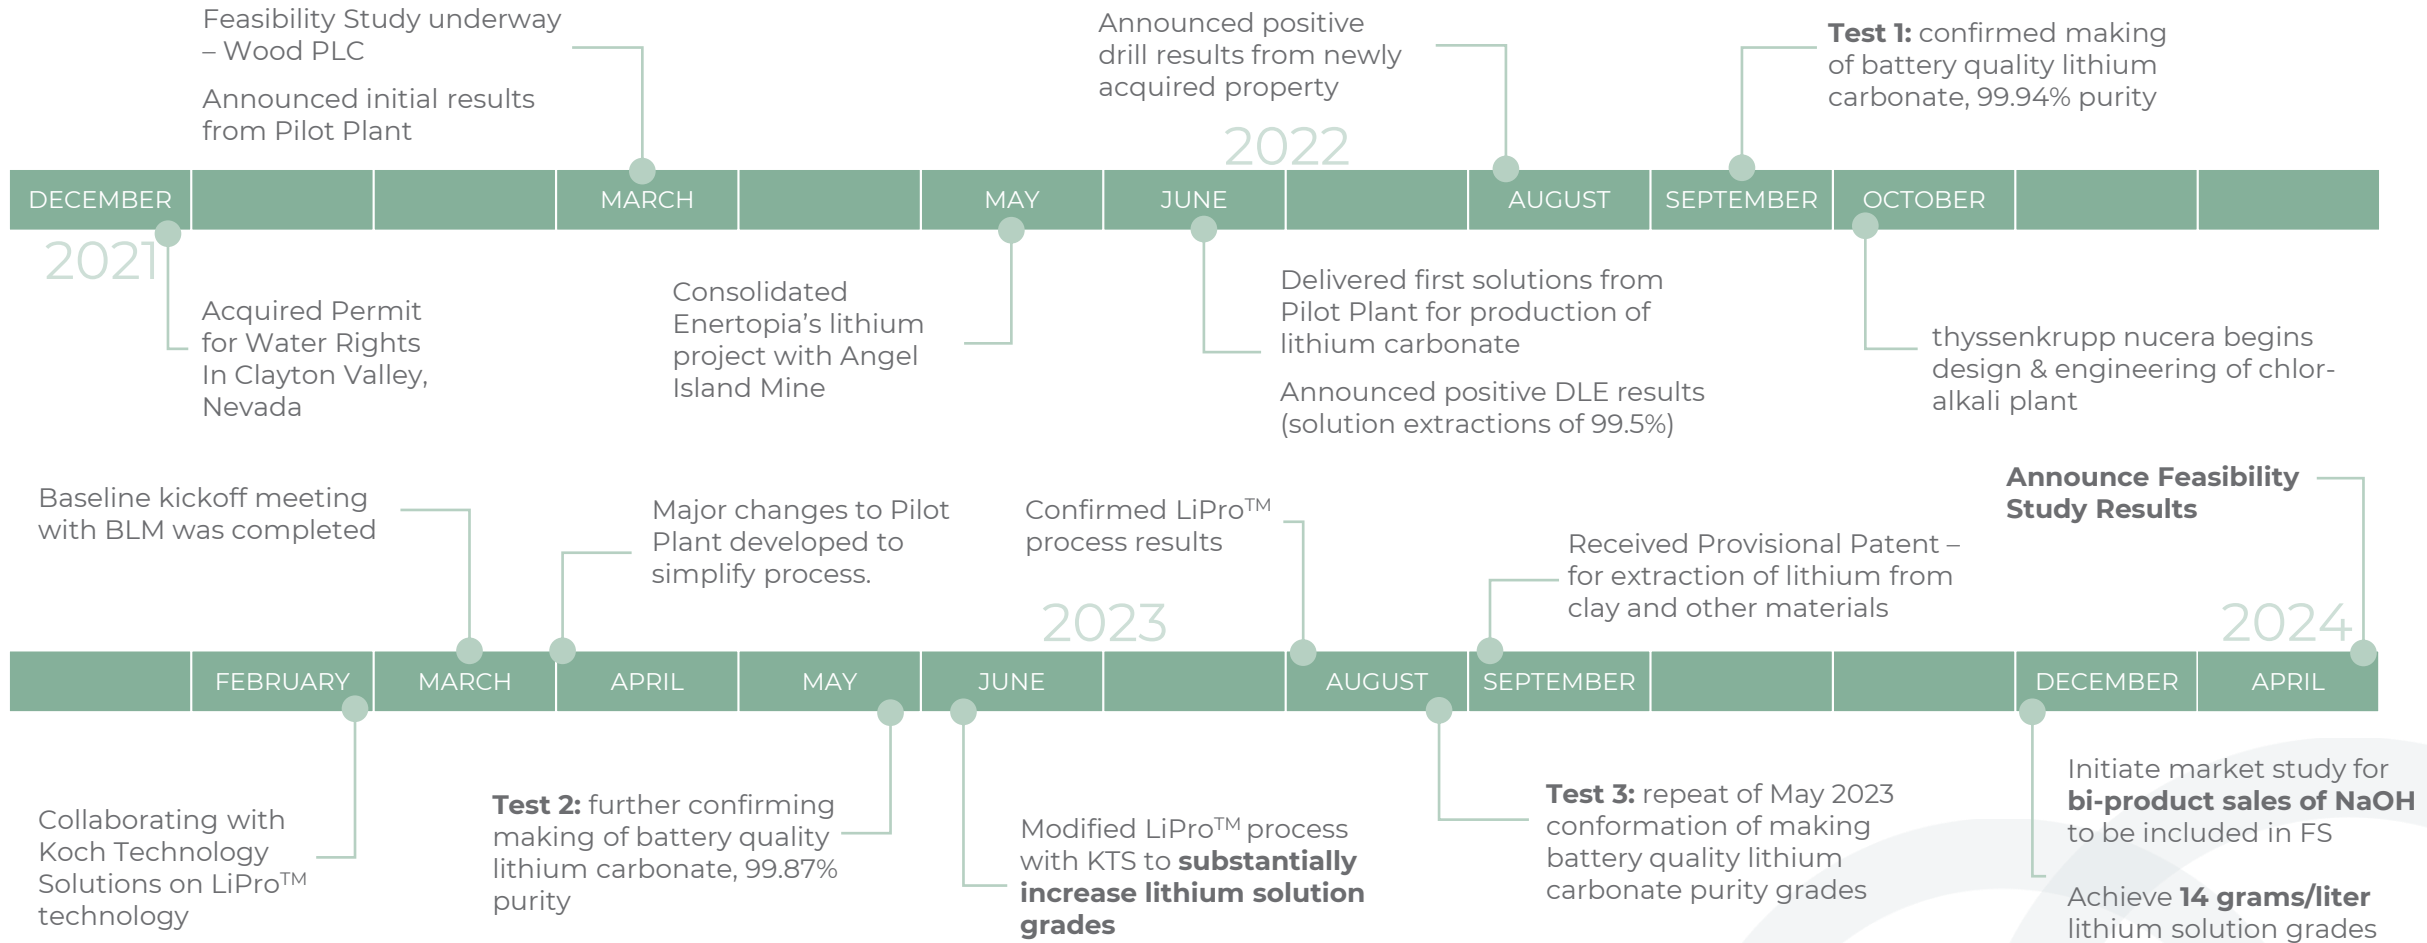 Feasibility Study underway
– Wood PLC
Announced initial results
from Pilot Plant
Announced positive
drill results from newly
acquired property
Test 1: confirmed making
of battery quality lithium
carbonate, 99.94% purity
2022
DECEMBER
MARCH
MAY
JUNE
AUGUST
SEPTEMBER
OCTOBER
2021
Acquired Permit
for Water Rights
In Clayton Valley,
Nevada
Consolidated
Enertopia’s lithium
project with Angel
Island Mine
Delivered first solutions from
Pilot Plant for production of
lithium carbonate
Announced positive DLE results
(solution extractions of 99.5%)
thyssenkrupp nucera begins
design & engineering of chlor-
alkali plant
Baseline kickoff meeting
with BLM was completed
Major changes to Pilot
Plant developed to
simplify process.
Confirmed LiPro™
process results
Received Provisional Patent –
for extraction of lithium from
clay and other materials
Announce Feasibility
Study Results
2023
2024
FEBRUARY
MARCH
APRIL
MAY
JUNE
AUGUST
SEPTEMBER
DECEMBER
APRIL
Collaborating with
Koch Technology
Solutions on LiPro™
technology
Test 2: further confirming
making of battery quality
lithium carbonate, 99.87%
purity
Modified LiPro™ process
with KTS to substantially
increase lithium solution
grades
Test 3: repeat of May 2023
conformation of making
battery quality lithium
carbonate purity grades
Initiate market study for
bi-product sales of NaOH
to be included in FS
Achieve 14 grams/liter
lithium solution grades